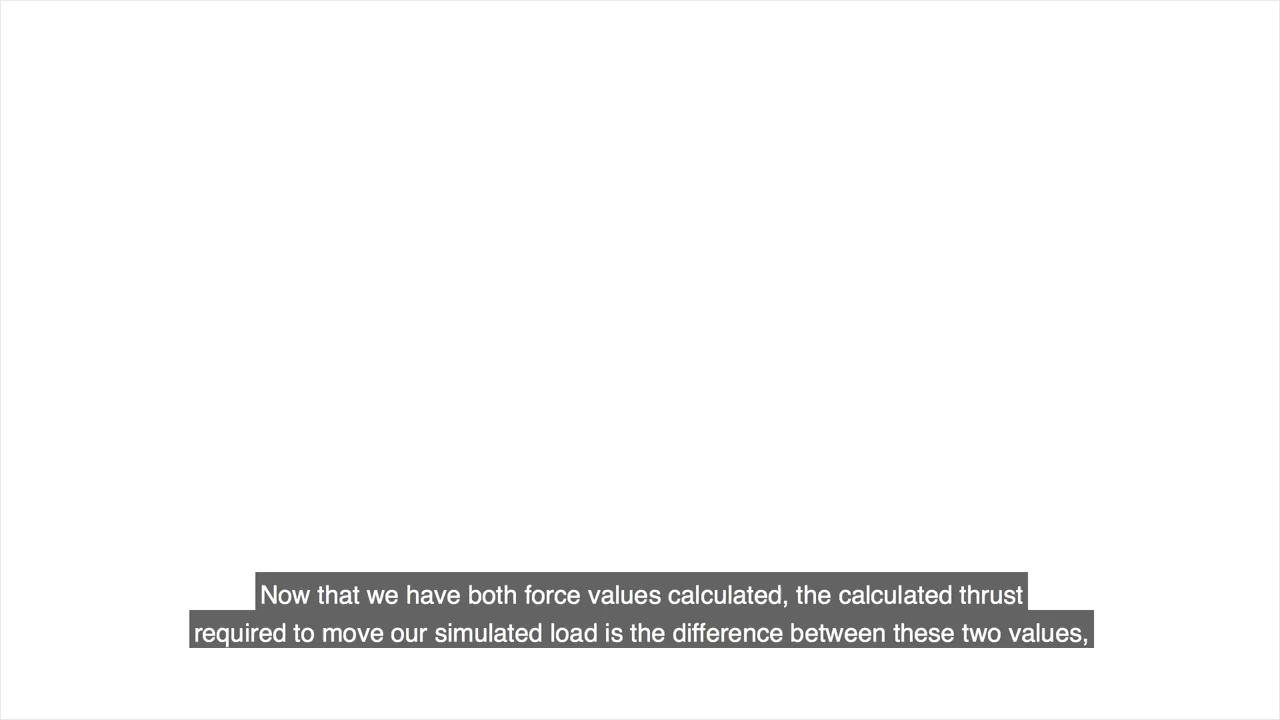 Now that we have both force values calculated, the calculated thrust
required to move our simulated load is the difference between these two values,